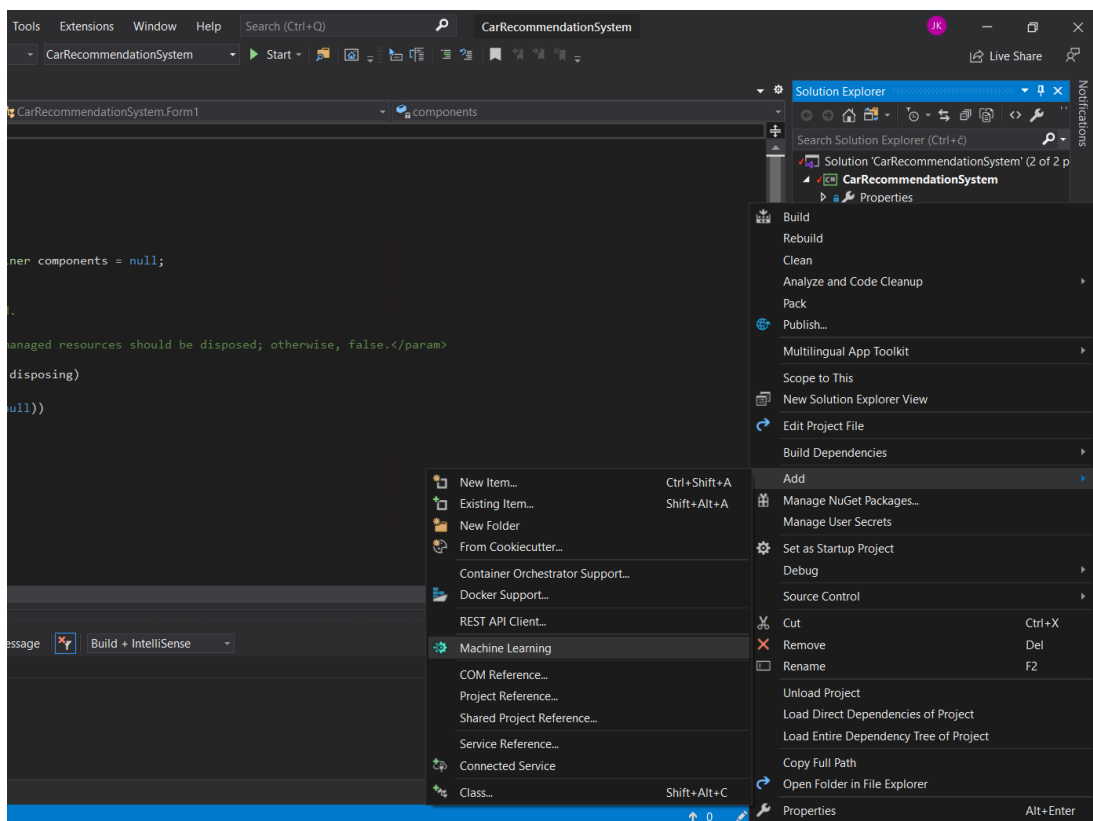 Tools Extensions Window Help Search (Ctrl+Q) CarRecommendationSystem JK
CarRecommendationSystem Start Live Share
Notifications
CarRecommendationSystem.Form1 components
iner components = null;
managed resources should be disposed; otherwise, false.</param>
disposing)
null))
essage Build + IntelliSense
0
Solution Explorer
Search Solution Explorer (Ctrl+č)
Solution 'CarRecommendationSystem' (2 of 2 p
CarRecommendationSystem
Properties
Build
Rebuild
Clean
Analyze and Code Cleanup
Pack
Publish...
Multilingual App Toolkit
Scope to This
New Solution Explorer View
Edit Project File
Build Dependencies
Add
Manage NuGet Packages...
Manage User Secrets
Set as Startup Project
Debug
Source Control
Cut Ctrl+X
Remove Del
Rename F2
Unload Project
Load Direct Dependencies of Project
Load Entire Dependency Tree of Project
Copy Full Path
Open Folder in File Explorer
Properties Alt+Enter
New Item... Ctrl+Shift+A
Existing Item... Shift+Alt+A
New Folder
From Cookiecutter...
Container Orchestrator Support...
Docker Support...
REST API Client...
Machine Learning
COM Reference...
Project Reference...
Shared Project Reference...
Service Reference...
Connected Service
Class... Shift+Alt+C